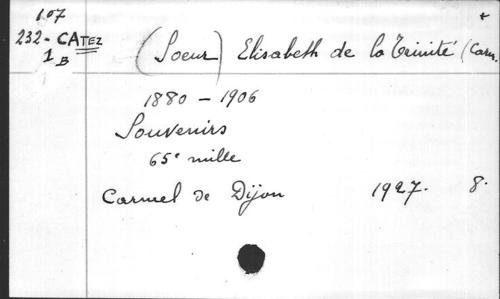 107
232 - CATEZ (Soeur) Elisabeth de la Trinité (Carm.
1B
1880 - 1906
Souvenirs
65e mille
Carmel de Dijon 1927. 8.